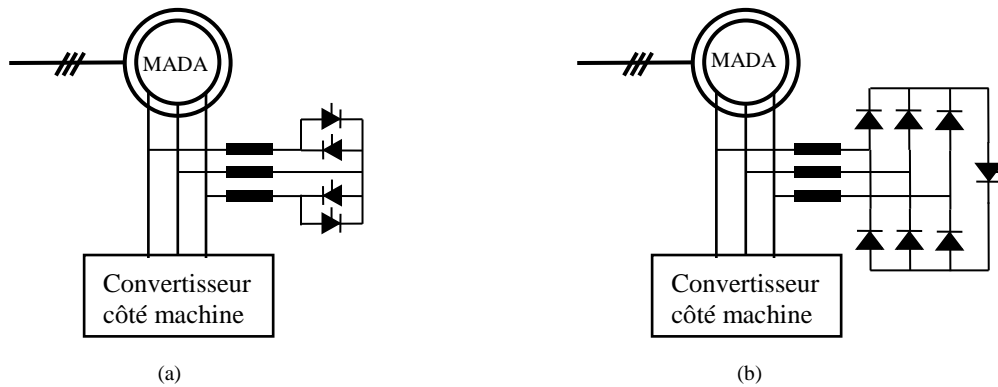 MADA
Convertisseur
côté machine
(a)
MADA
Convertisseur
côté machine
(b)